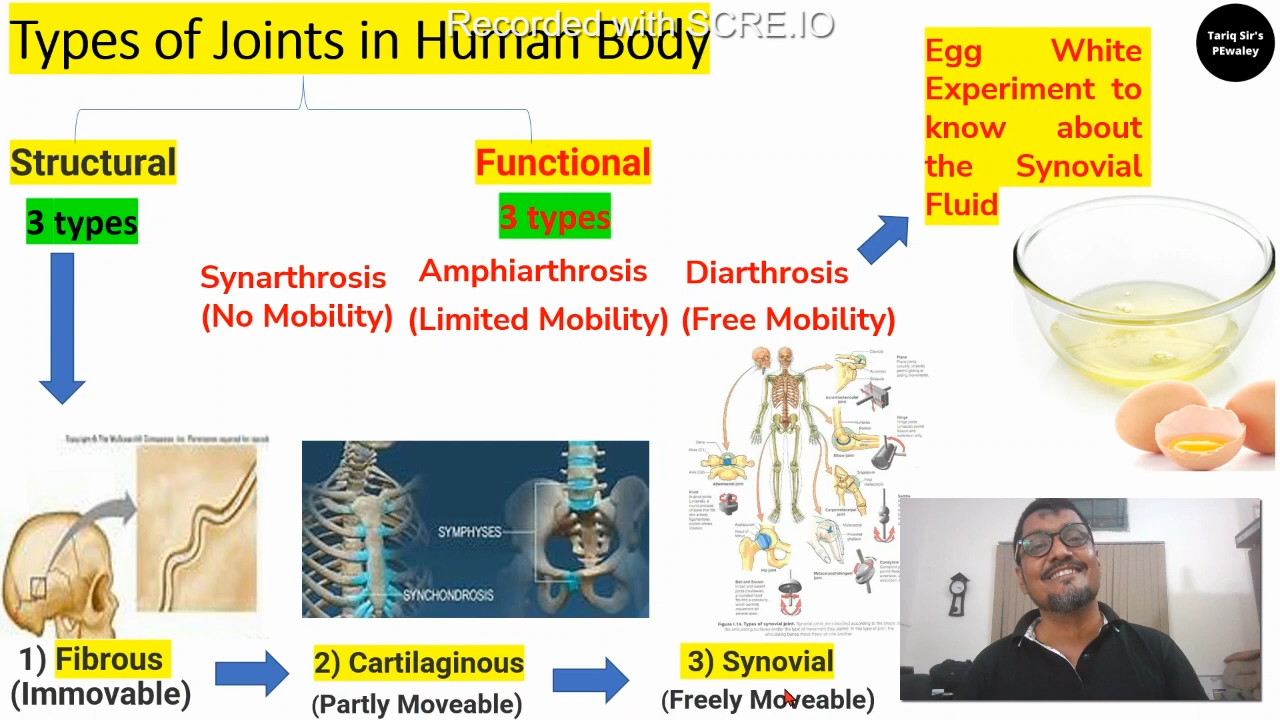 Types of Joints in Human Body
Recorded with SCRE.IO
Tariq Sir's
PEwaley
Egg White
Experiment to
know about
the Synovial
Fluid
Structural
Functional
3 types
3 types
Synarthrosis
(No Mobility)
Amphiarthrosis
(Limited Mobility)
Diarthrosis
(Free Mobility)
SYMPHYSES
SYNCHONDROSIS
1) Fibrous
(Immovable)
2) Cartilaginous
(Partly Moveable)
3) Synovial
(Freely Moveable)